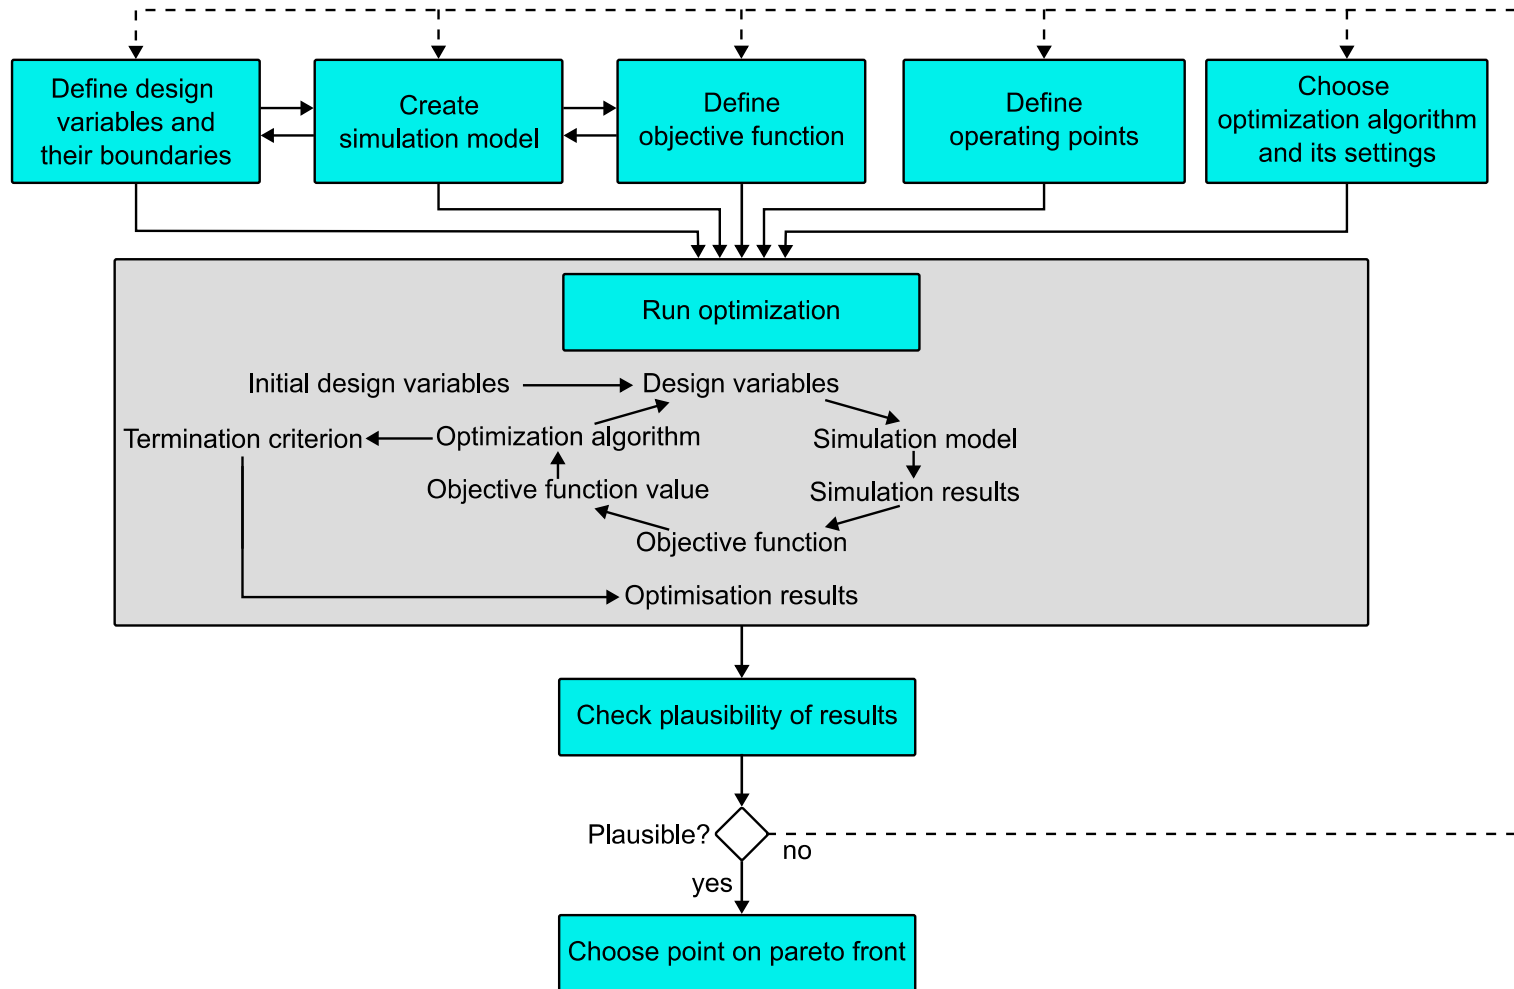 Define design
variables and
their boundaries
Create
simulation model
Define
objective function
Define
operating points
Choose
optimization algorithm
and its settings
Run optimization
Initial design variables
Design variables
Termination criterion
Optimization algorithm
Simulation model
Objective function value
Simulation results
Objective function
Optimisation results
Check plausibility of results
Plausible?
no
yes
Choose point on pareto front